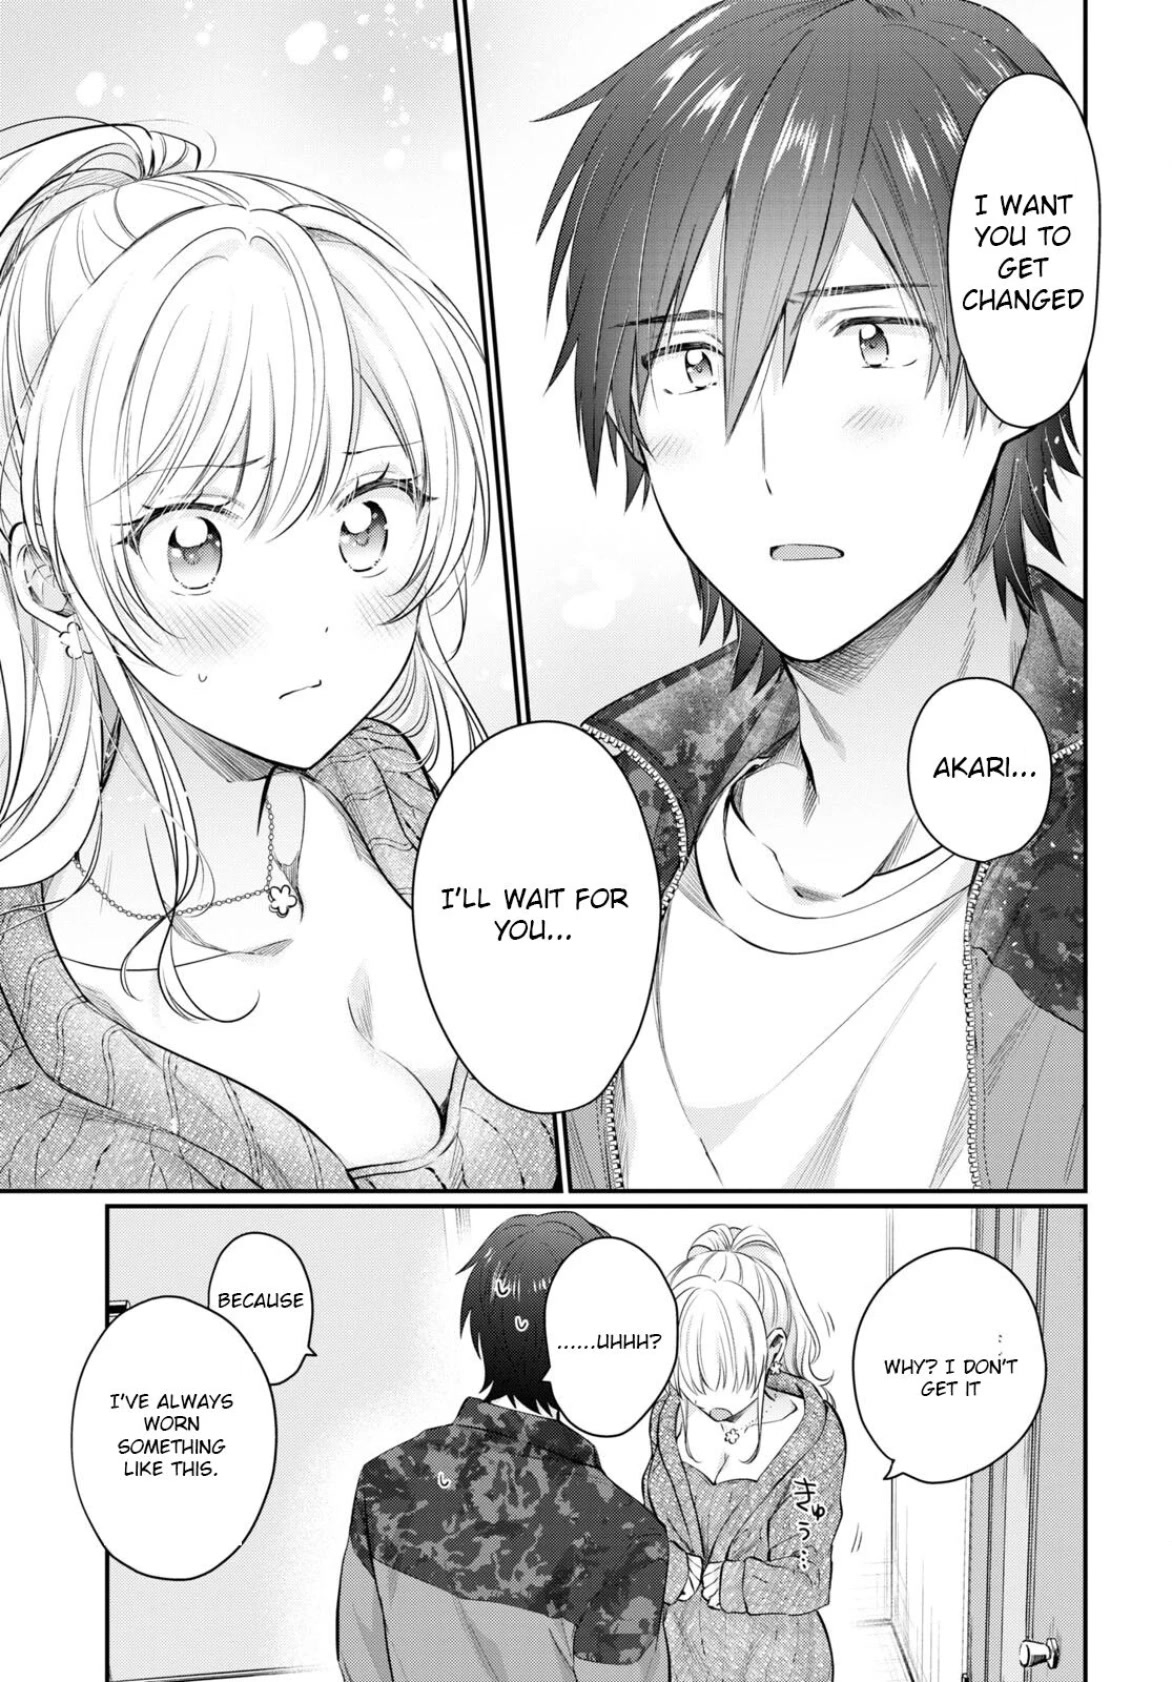 I WANT
YOU TO
GET
CHANGED
AKARI...
I'LL WAIT FOR
YOU...
WHY? I DON'T
GET IT
......UHHH?
きゅぅ…
BECAUSE
I'VE ALWAYS
WORN
SOMETHING
LIKE THIS.